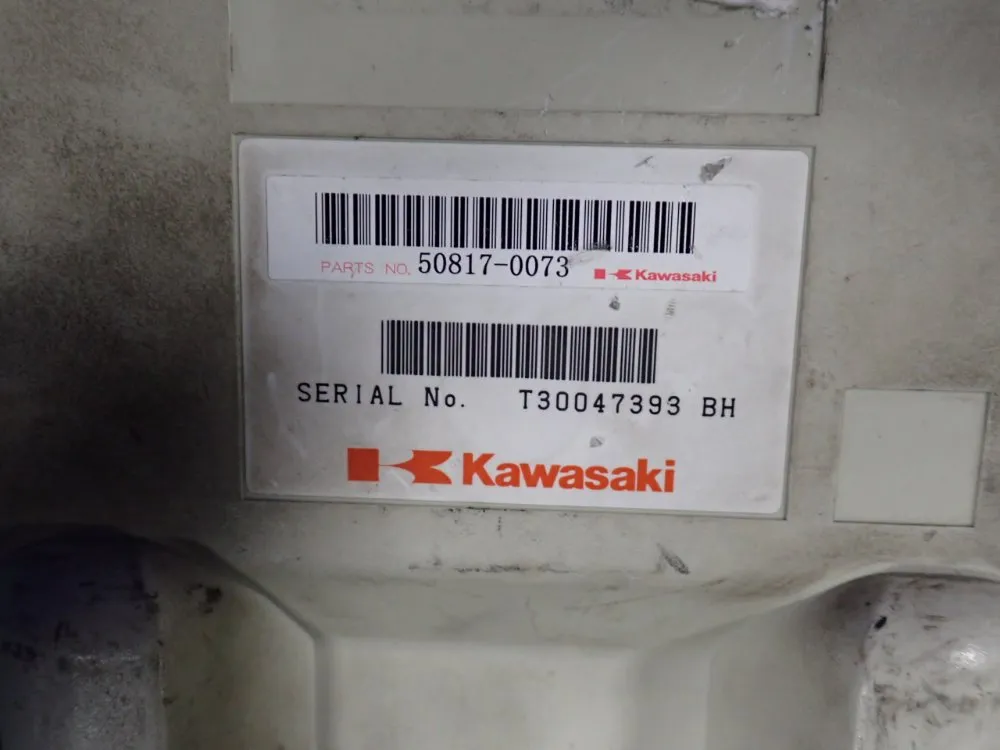 PARTS NO. 50817-0073 Kawasaki
SERIAL No. T30047393 BH
Kawasaki